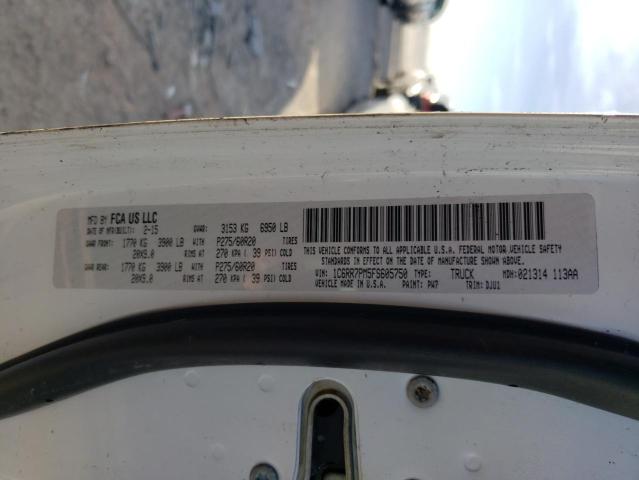 MFD BY FCA US LLC
DATE OF MFR(BUILT): 2-15 GVWR: 3153 KG 6950 LB
GAWR FRONT: 1770 KG 3900 LB WITH P275/60R20 TIRES
20X9.0 RIMS AT 270 KPA ( 39 PSI) COLD
GAWR REAR: 1770 KG 3900 LB WITH P275/60R20 TIRES
20X9.0 RIMS AT 270 KPA ( 39 PSI) COLD
THIS VEHICLE CONFORMS TO ALL APPLICABLE U.S.A. FEDERAL MOTOR VEHICLE SAFETY
STANDARDS IN EFFECT ON THE DATE OF MANUFACTURE SHOWN ABOVE.
VIN: 1C6RR7PM5FS605750 TYPE: TRUCK MDH: 021314 113AA
VEHICLE MADE IN U.S.A. PAINT: PW7 TRIM: DJU1